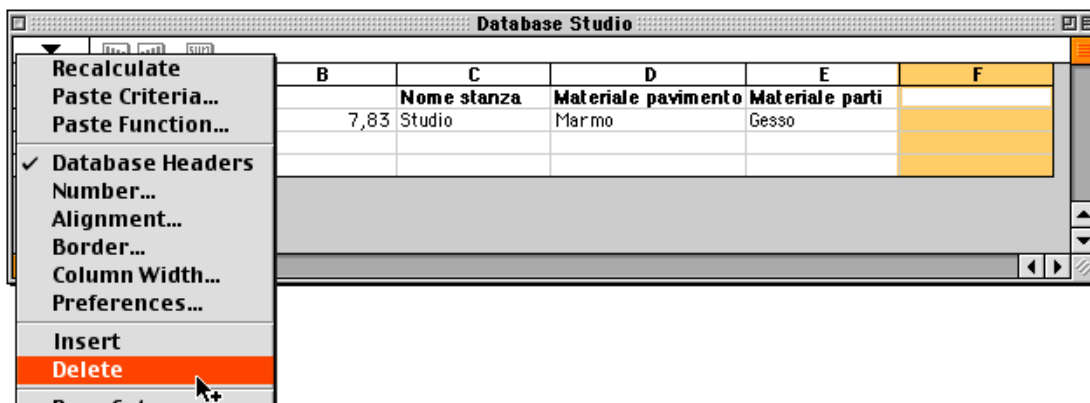 Database Studio
SUM
Recalculate
Paste Criteria...
Paste Function...
Database Headers
Number...
Alignment...
Border...
Column Width...
Preferences...
Insert
Delete
B C D E F
Nome stanza Materiale pavimento Materiale parti
7,83 Studio Marmo Gesso